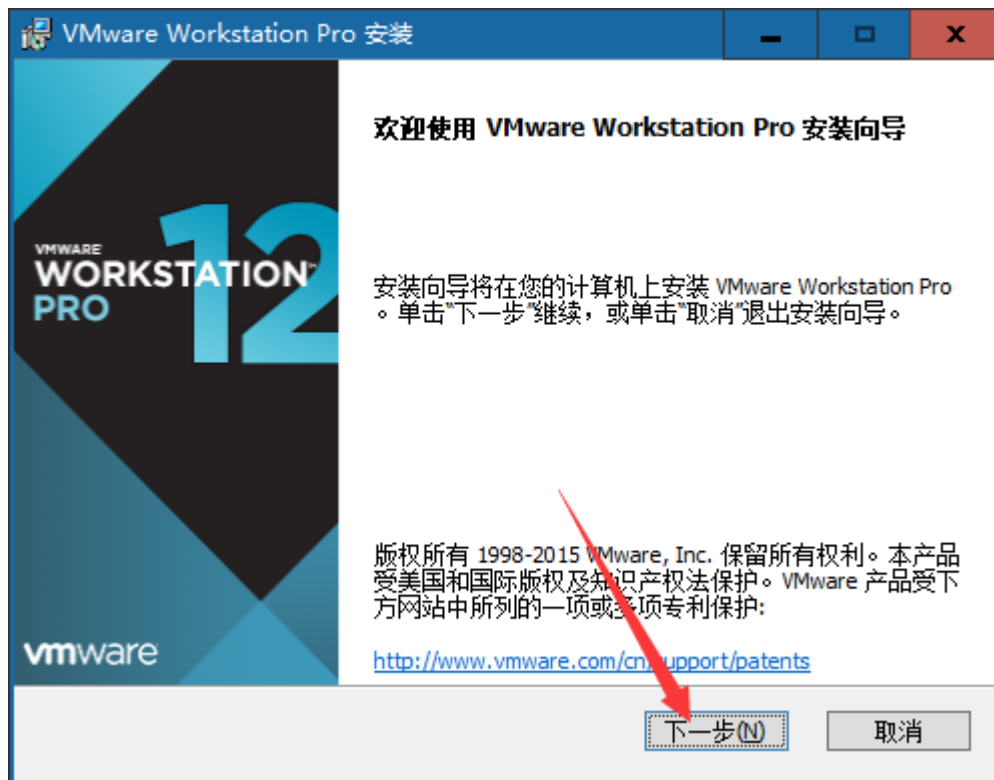 VMware Workstation Pro 安装
欢迎使用 VMware Workstation Pro 安装向导
VMWARE
WORKSTATION™
PRO
12
安装向导将在您的计算机上安装 VMware Workstation Pro
。单击"下一步"继续，或单击"取消"退出安装向导。
版权所有 1998-2015 VMware, Inc. 保留所有权利。本产品
受美国和国际版权及知识产权法保护。VMware 产品受下
方网站中所列的一项或多项专利保护:
http://www.vmware.com/cn/support/patents
vmware
下一步(N)
取消